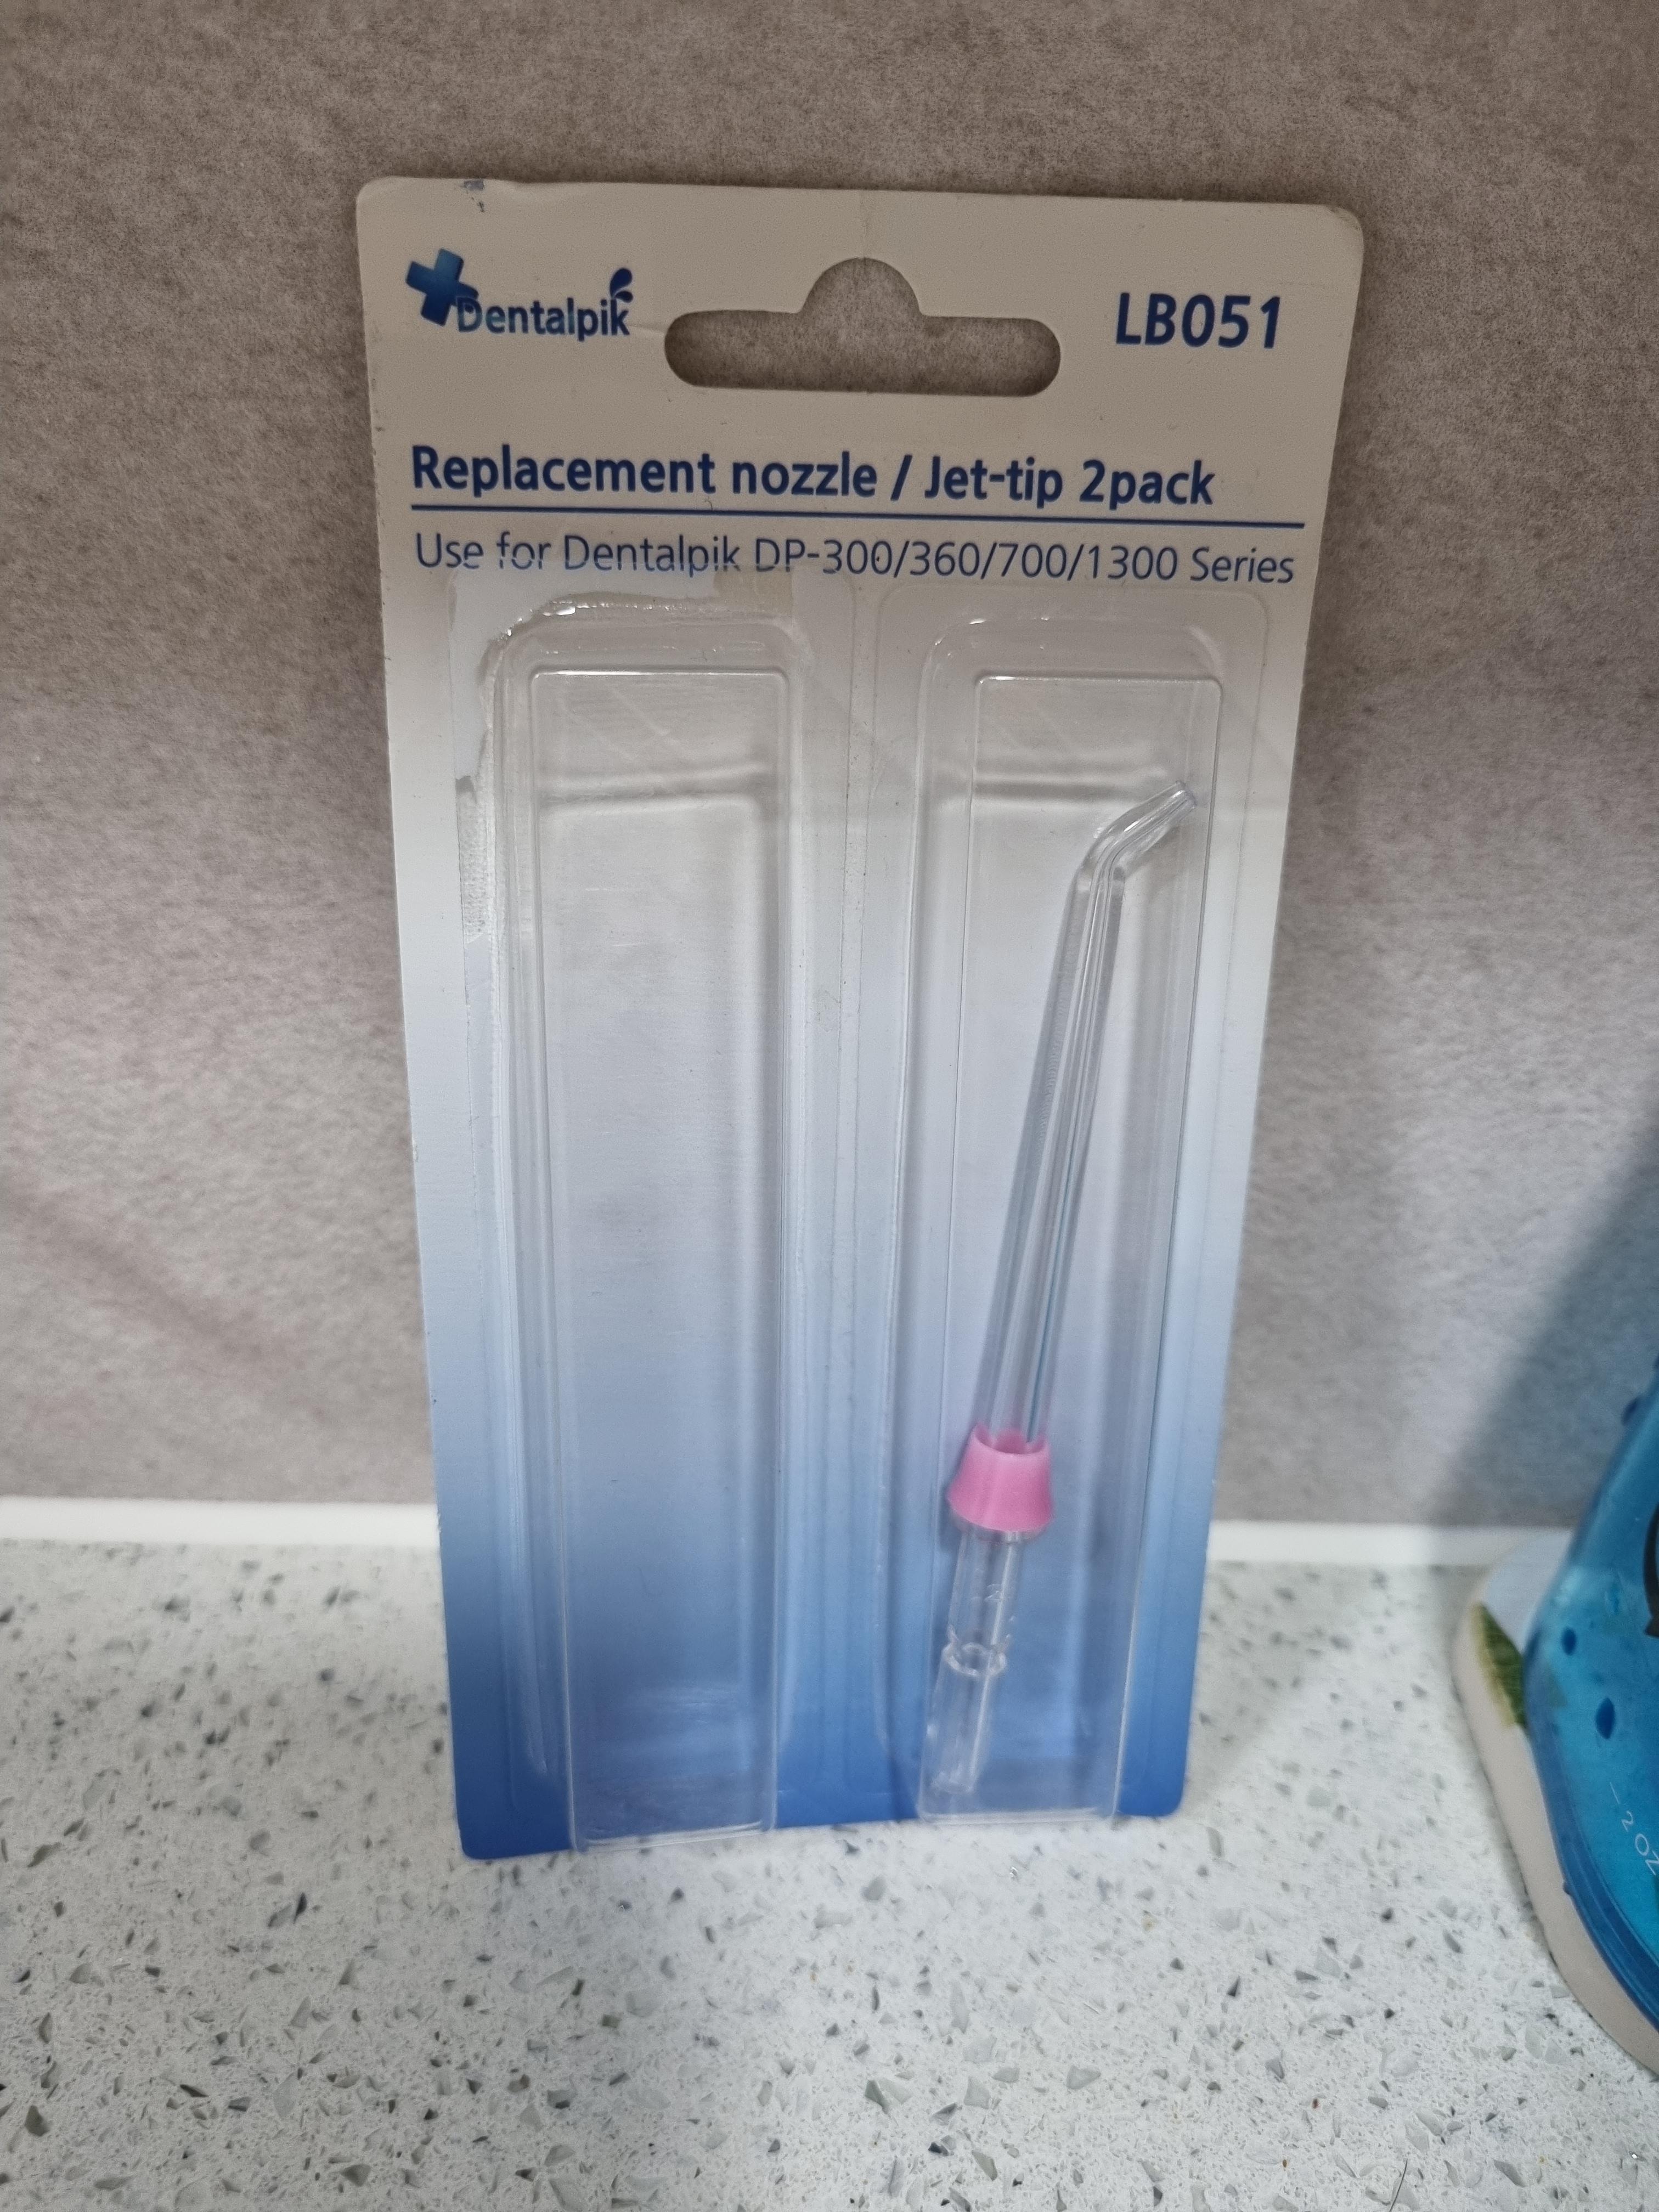 Dentalpik
LB051
Replacement nozzle / Jet-tip 2pack
Use for Dentalpik DP-300/360/700/1300 Series